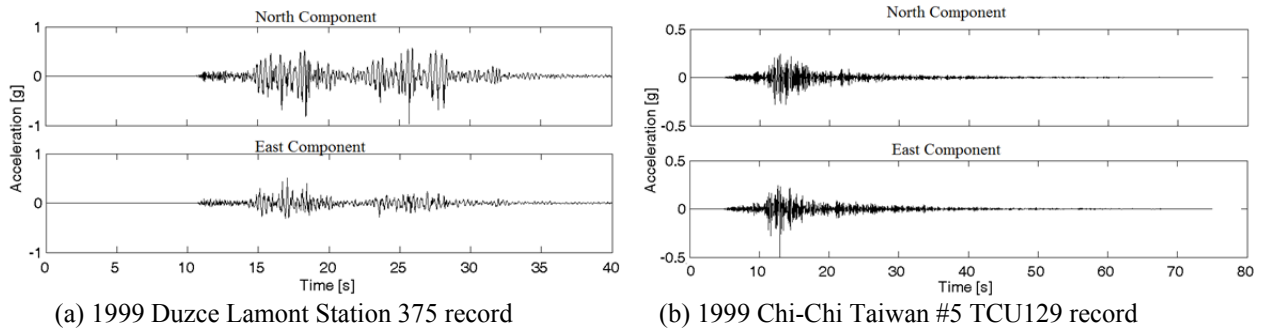 North Component
1
0
-1
East Component
1
0
-1
0 5 10 15 20 25 30 35 40
Time [s]
Acceleration [g]
(a) 1999 Duzce Lamont Station 375 record
North Component
0.5
0
-0.5
East Component
0.5
0
-0.5
0 10 20 30 40 50 60 70 80
Time [s]
Acceleration [g]
(b) 1999 Chi-Chi Taiwan #5 TCU129 record